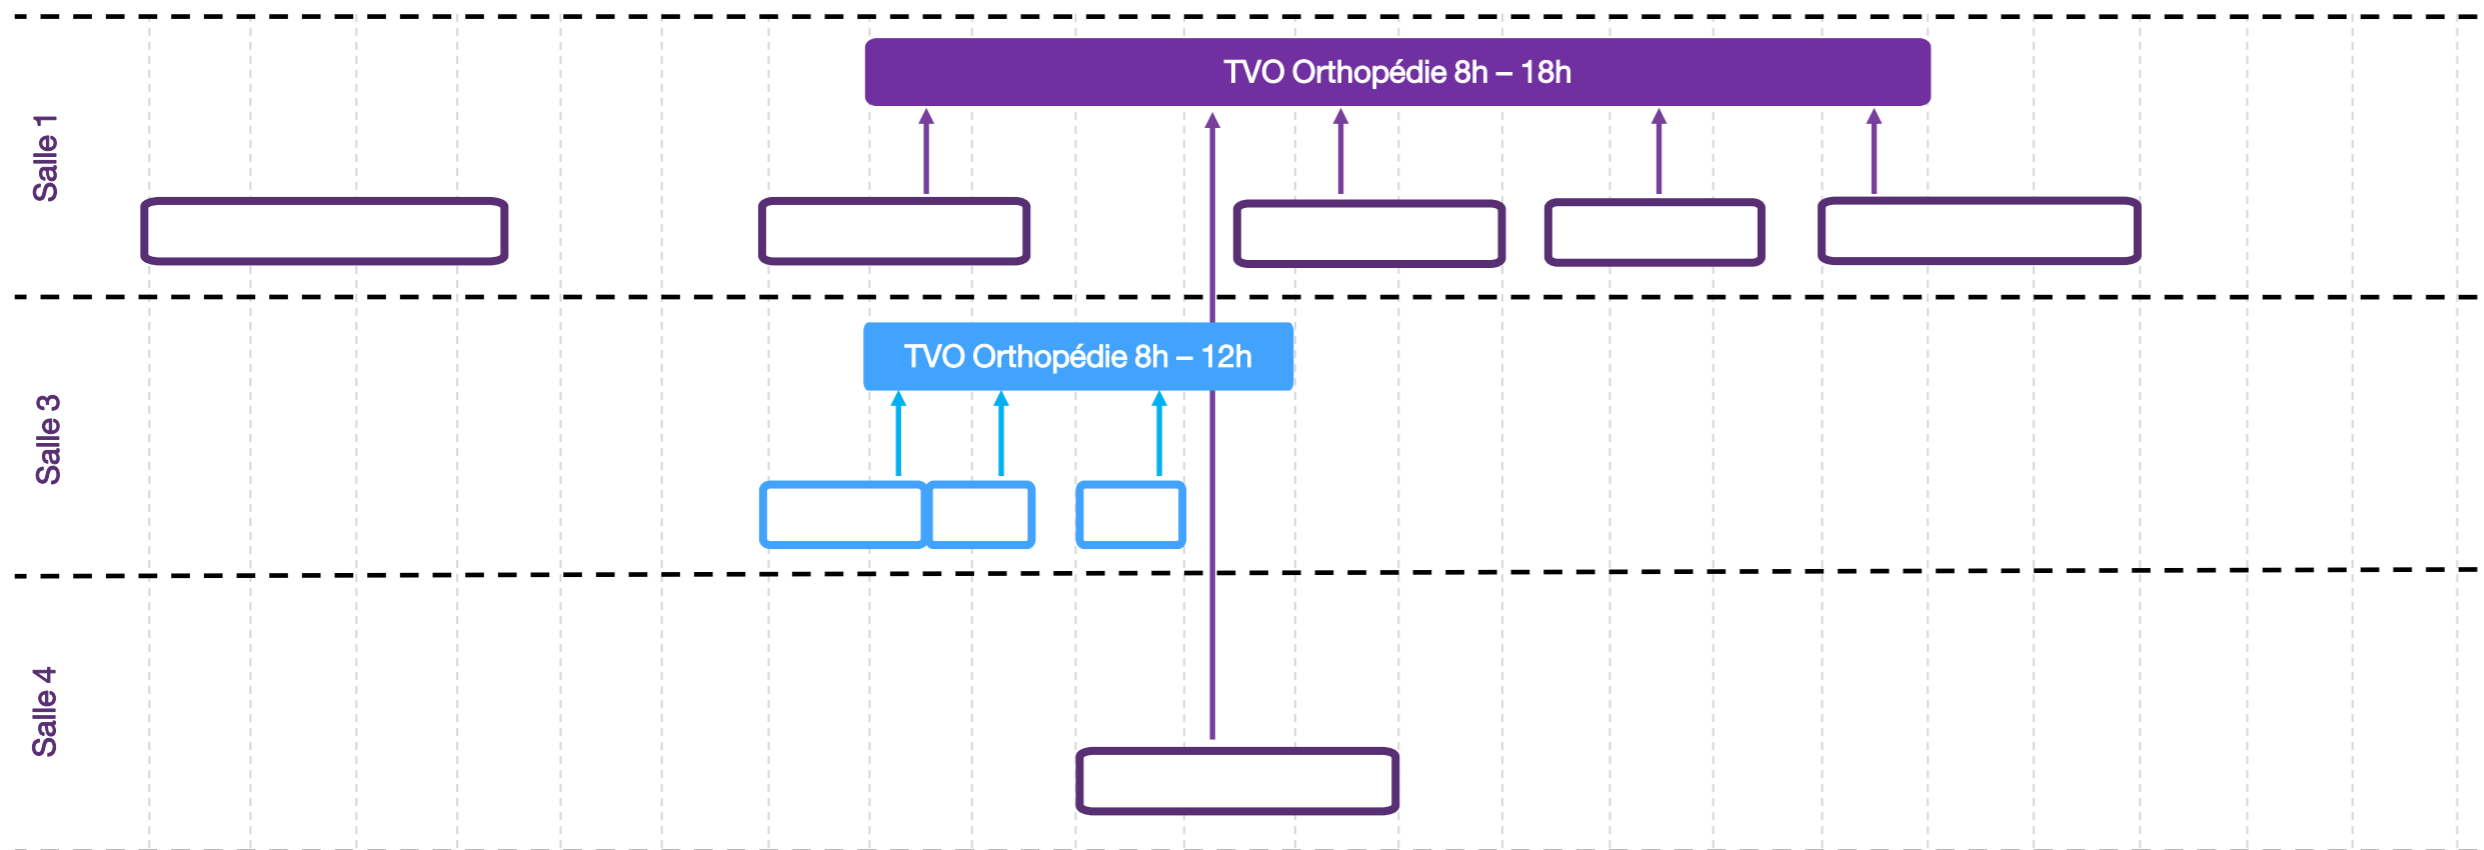 Salle 1
TVO Orthopédie 8h – 18h
Salle 3
TVO Orthopédie 8h – 12h
Salle 4